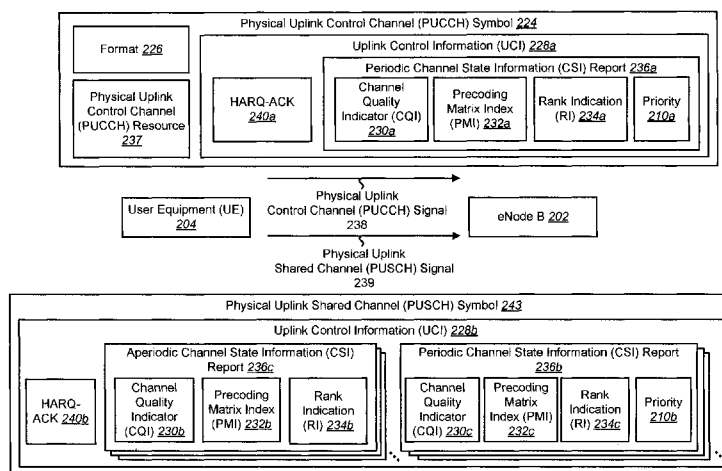 Physical Uplink Control Channel (PUCCH) Symbol 224
Format 226
Physical Uplink
Control Channel
(PUCCH) Resource
237
Uplink Control Information (UCI) 228a
HARQ-ACK
240a
Periodic Channel State Information (CSI) Report 236a
Channel
Quality
Indicator
(CQI) 230a
Precoding
Matrix Index
(PMI) 232a
Rank
Indication
(RI) 234a
Priority
210a
User Equipment (UE)
204
Physical Uplink
Control Channel (PUCCH) Signal
238
eNode B 202
Physical Uplink
Shared Channel (PUSCH) Signal
239
Physical Uplink Shared Channel (PUSCH) Symbol 243
Uplink Control Information (UCI) 228b
HARQ-
ACK 240b
Aperiodic Channel State Information (CSI)
Report 236c
Channel
Quality
Indicator
(CQI) 230b
Precoding
Matrix Index
(PMI) 232b
Rank
Indication
(RI) 234b
Periodic Channel State Information (CSI) Report
236b
Channel
Quality
Indicator
(CQI) 230c
Precoding
Matrix
Index (PMI)
232c
Rank
Indication
(RI) 234c
Priority
210b